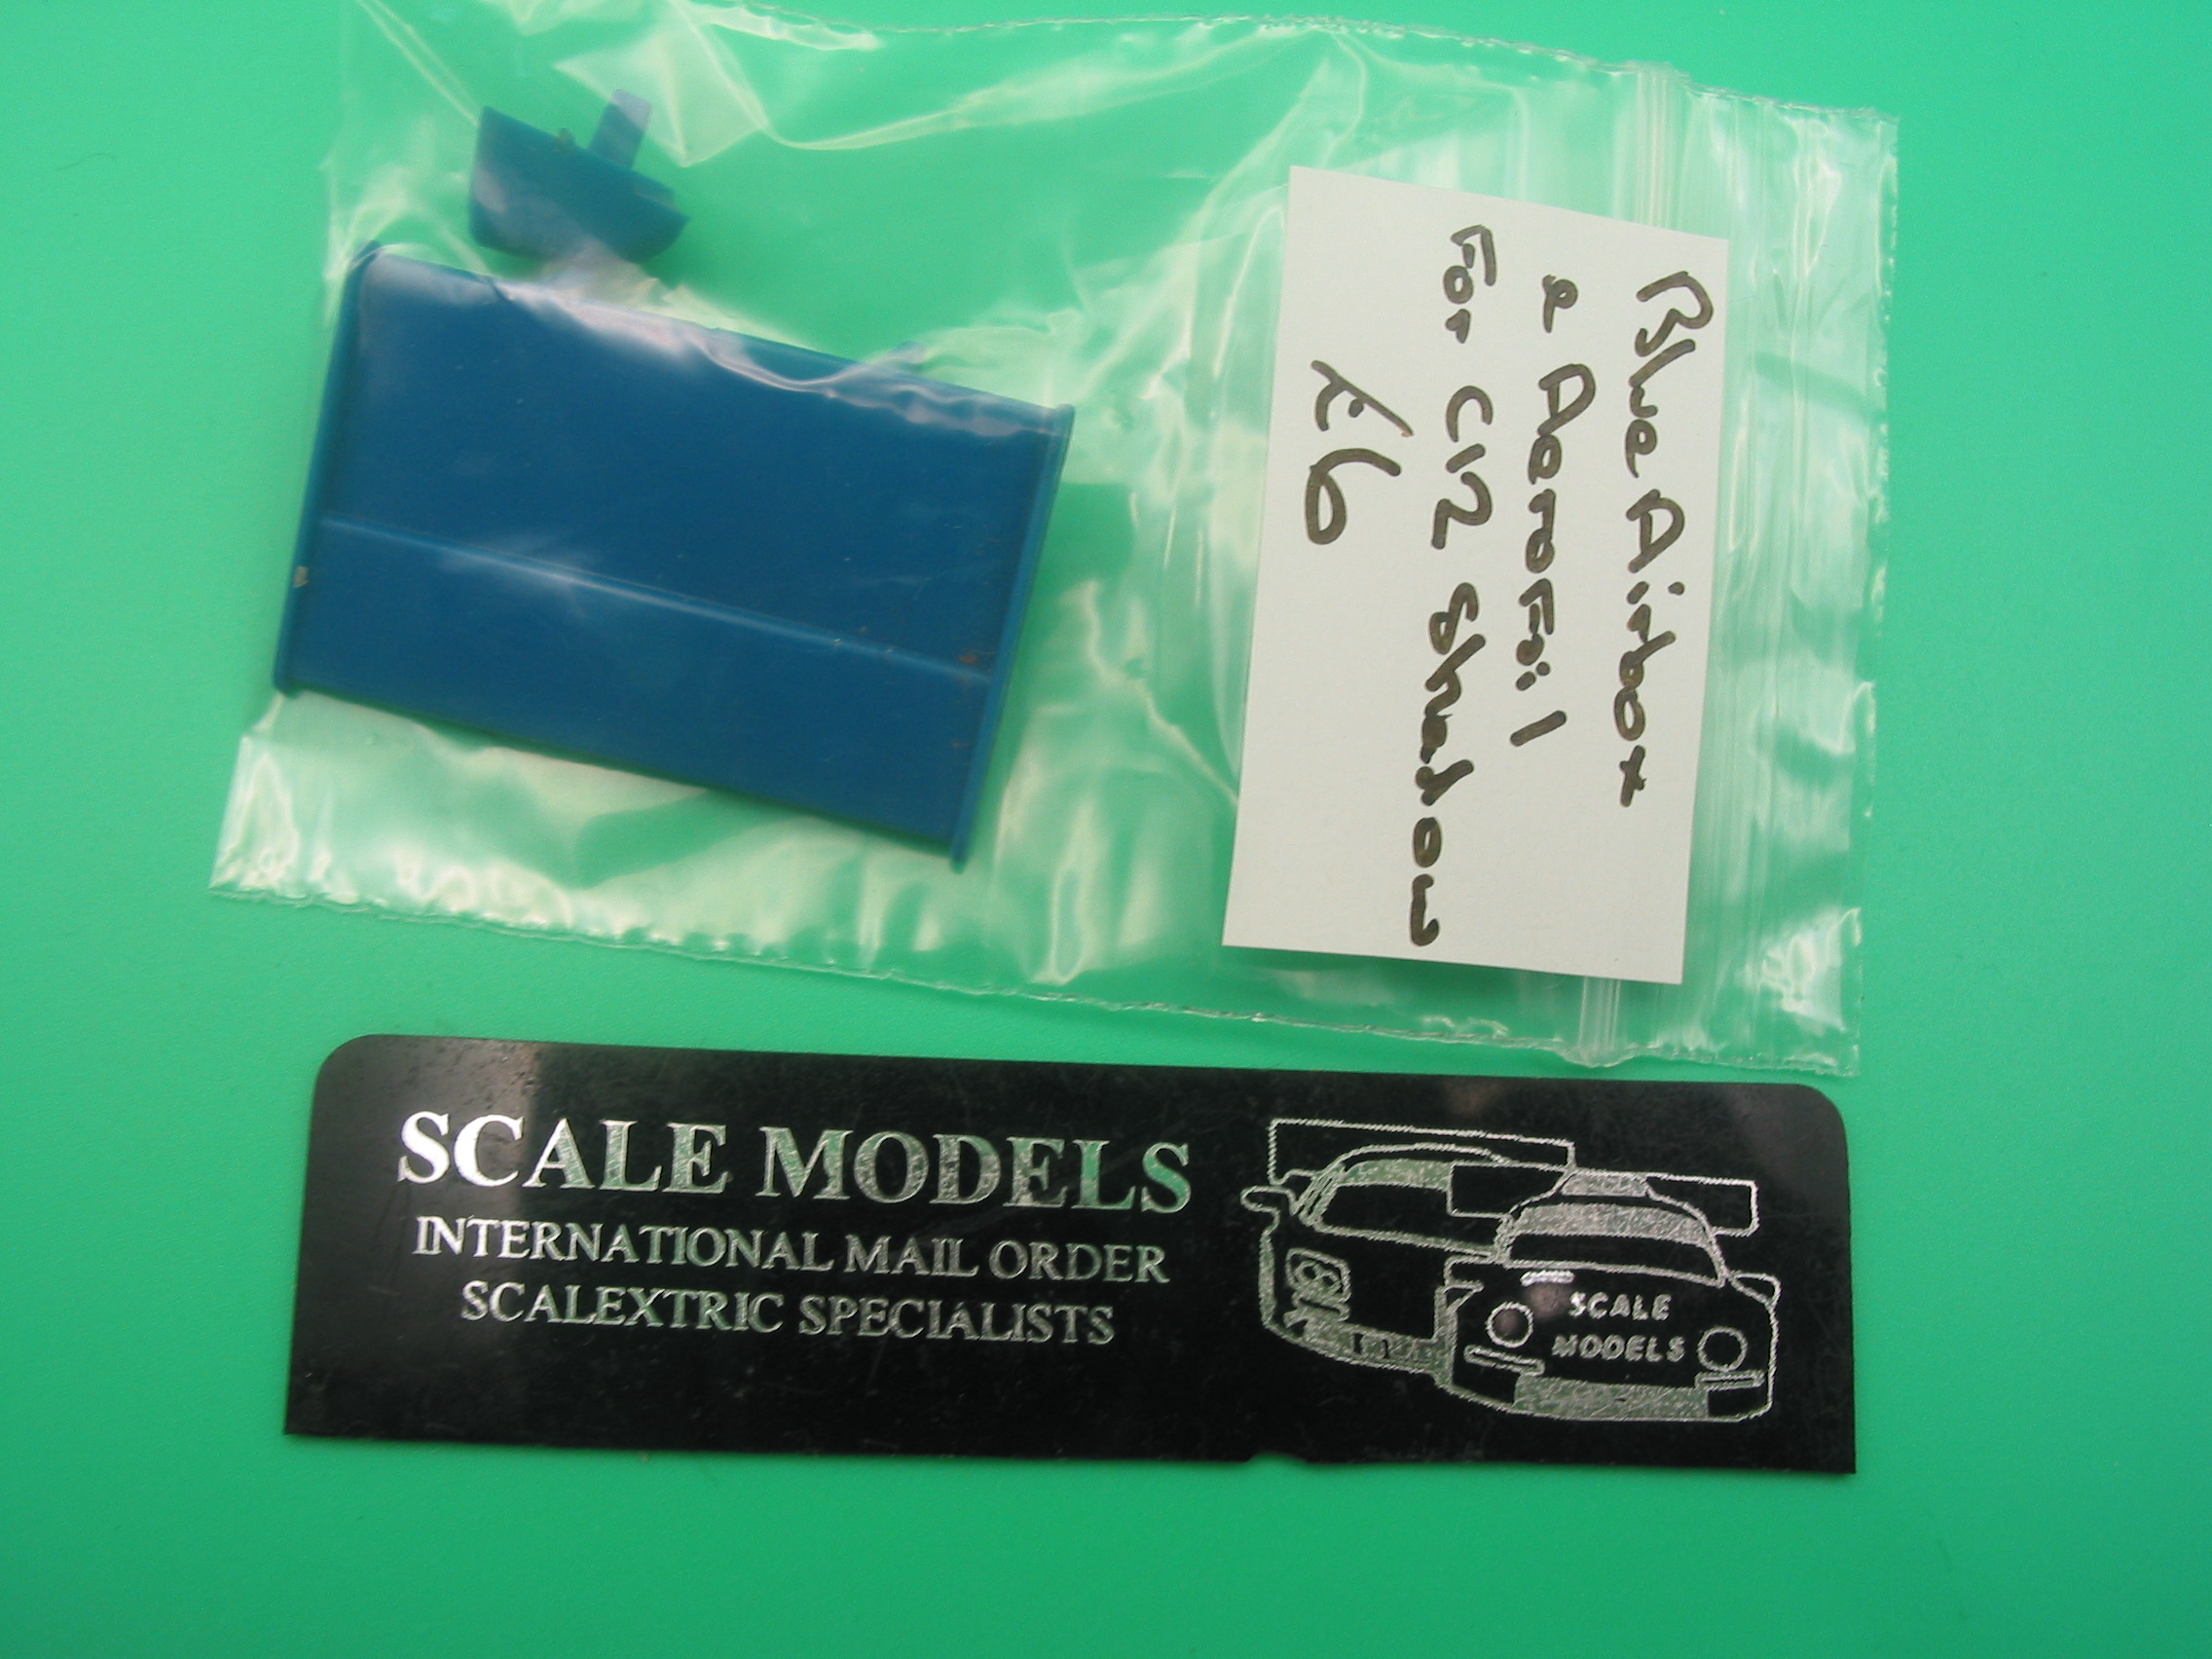 Blue Airbox
& Aerofoil
For C12 Shadow
£6
SCALE MODELS
INTERNATIONAL MAIL ORDER
SCALEXTRIC SPECIALISTS
SCALE
MODELS